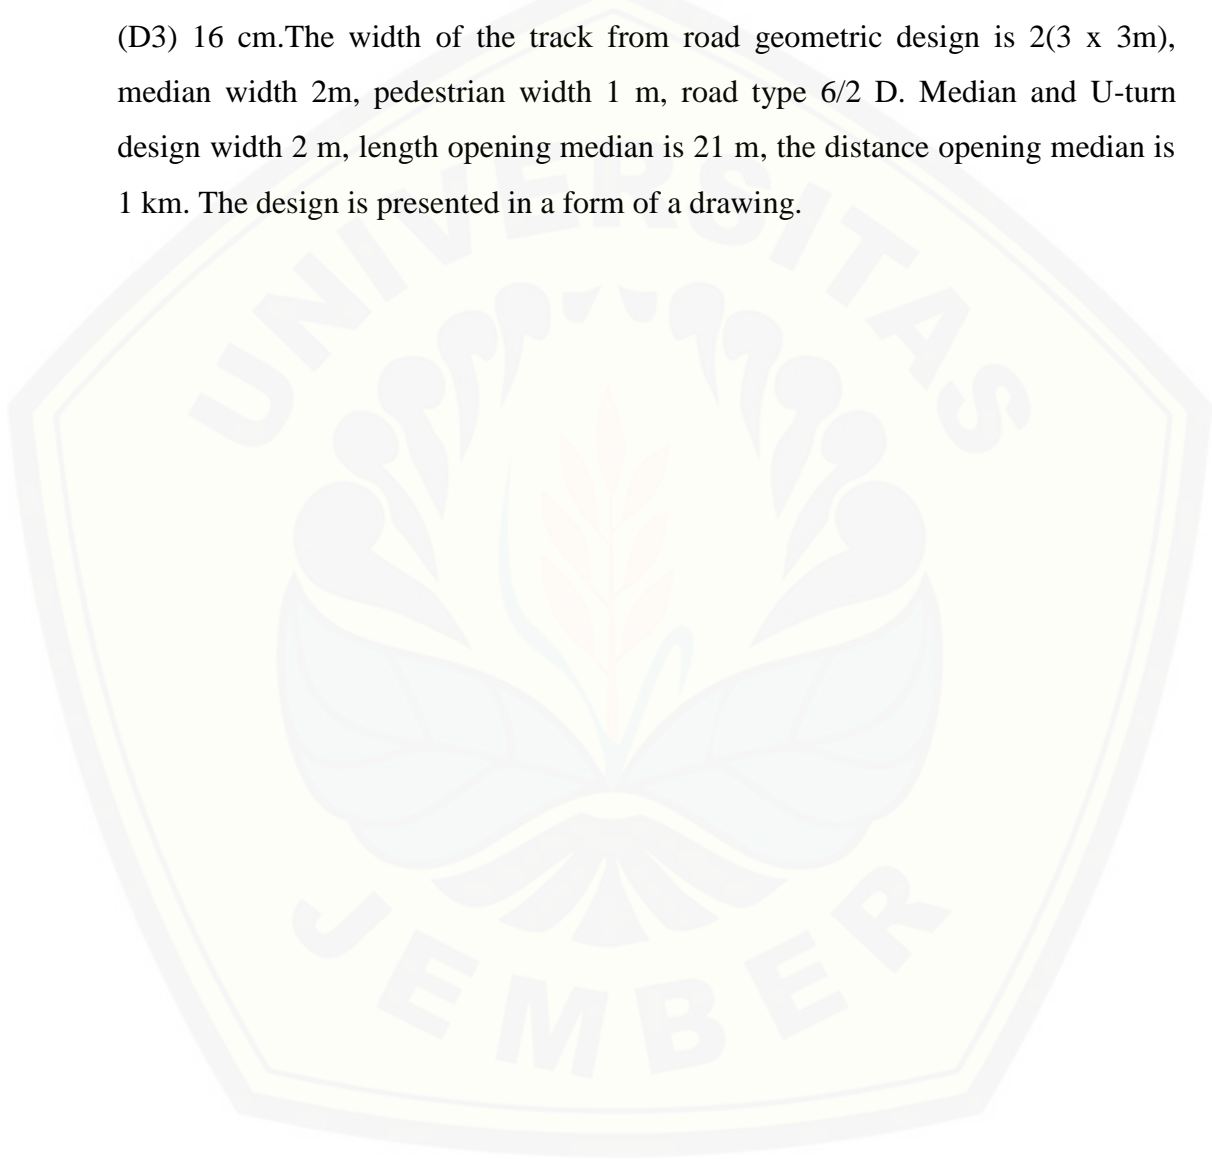 (D3) 16 cm.The width of the track from road geometric design is 2(3 x 3m),
median width 2m, pedestrian width 1 m, road type 6/2 D. Median and U-turn
design width 2 m, length opening median is 21 m, the distance opening median is
1 km. The design is presented in a form of a drawing.
UNIVERSITAS
JEMBER